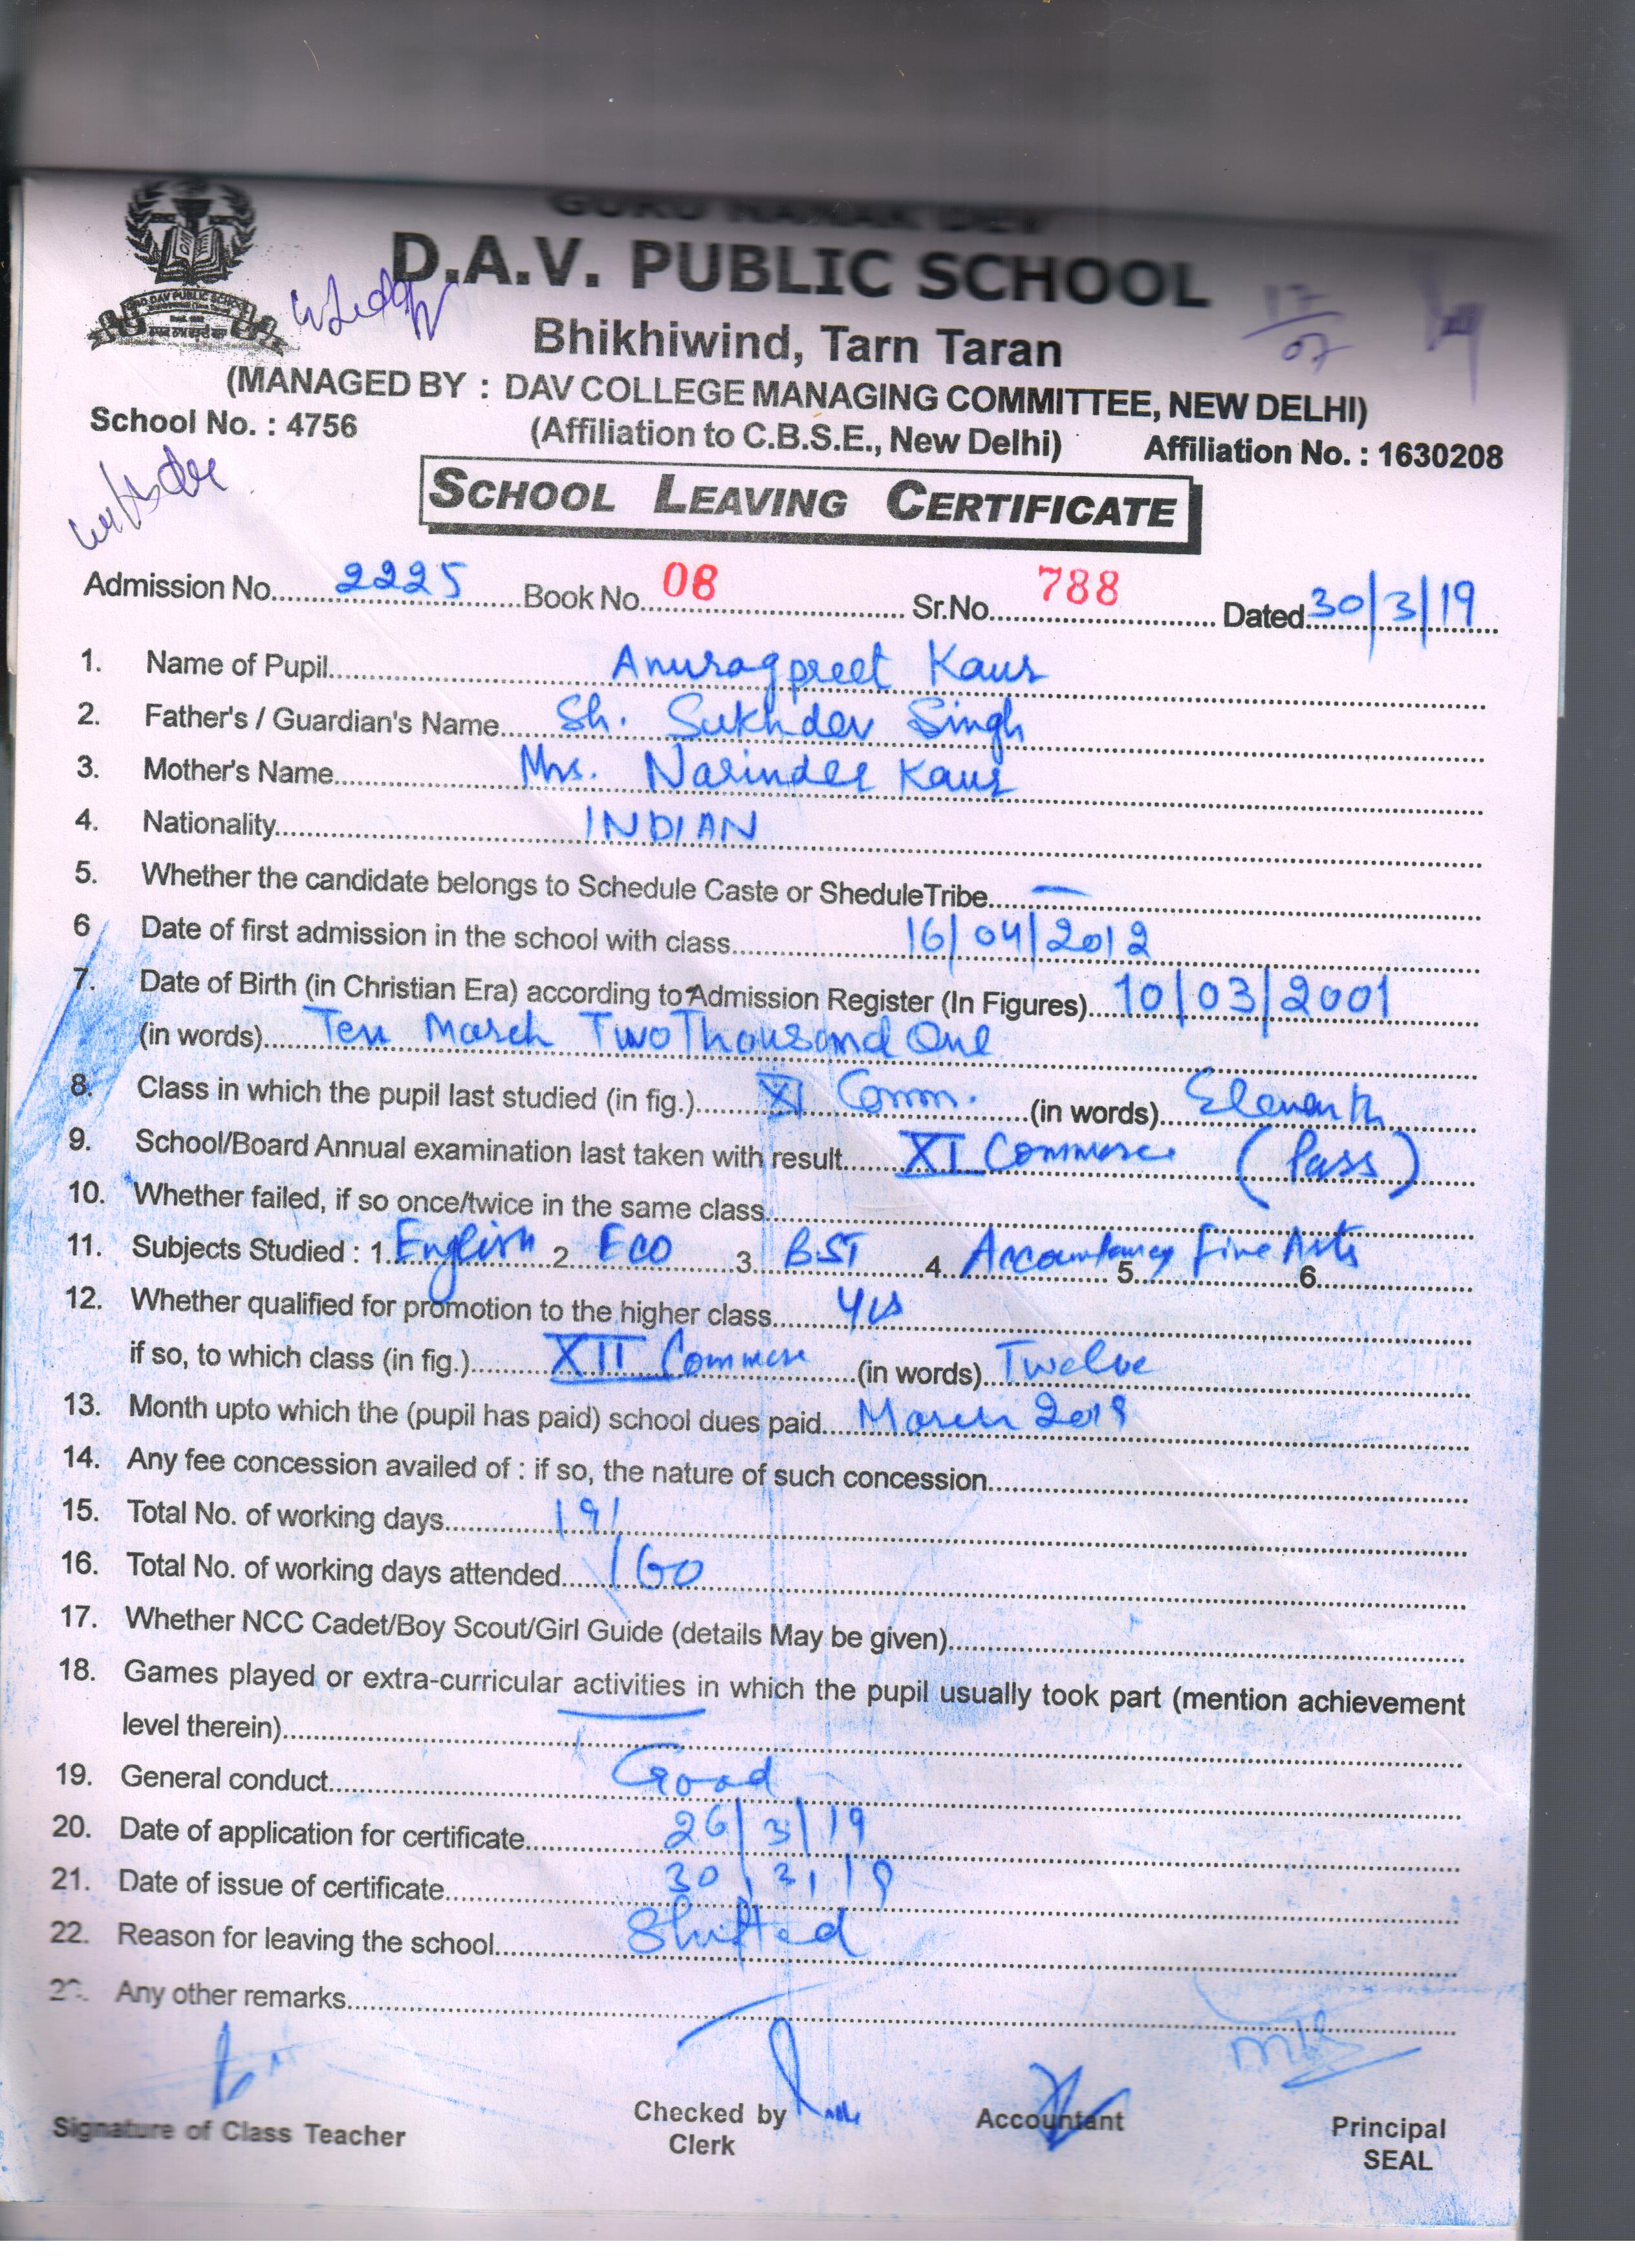 GURU NANAK DEV
D.A.V. PUBLIC SCHOOL
Bhikhiwind, Tarn Taran
17/07
(MANAGED BY : DAV COLLEGE MANAGING COMMITTEE, NEW DELHI)
School No. : 4756 (Affiliation to C.B.S.E., New Delhi) Affiliation No. : 1630208
SCHOOL LEAVING CERTIFICATE
Admission No. 2225 Book No. 08 Sr.No. 788 Dated 30/3/19
1. Name of Pupil Anuragpreet Kaur
2. Father's / Guardian's Name Sh. Sukhdev Singh
3. Mother's Name Mrs. Narinder Kaur
4. Nationality INDIAN
5. Whether the candidate belongs to Schedule Caste or SheduleTribe —
6 Date of first admission in the school with class 16/04/2012
7. Date of Birth (in Christian Era) according to Admission Register (In Figures) 10/03/2001
(in words) Ten March Two Thousand One
8. Class in which the pupil last studied (in fig.) XI Comm. (in words) Elevanth
9. School/Board Annual examination last taken with result XI Commerce (Pass)
10. Whether failed, if so once/twice in the same class
11. Subjects Studied : 1. English 2. Eco 3. BST 4. Accountancy 5. Fine Arts 6.
12. Whether qualified for promotion to the higher class Yes
if so, to which class (in fig.) XII Commerce (in words) Twelve
13. Month upto which the (pupil has paid) school dues paid March 2019
14. Any fee concession availed of : if so, the nature of such concession
15. Total No. of working days 191
16. Total No. of working days attended 160
17. Whether NCC Cadet/Boy Scout/Girl Guide (details May be given)
18. Games played or extra-curricular activities in which the pupil usually took part (mention achievement
level therein)
19. General conduct Good
20. Date of application for certificate 26/3/19
21. Date of issue of certificate 30/3/19
22. Reason for leaving the school Shifted
23. Any other remarks
Signature of Class Teacher Checked by Accountant Principal
Clerk SEAL